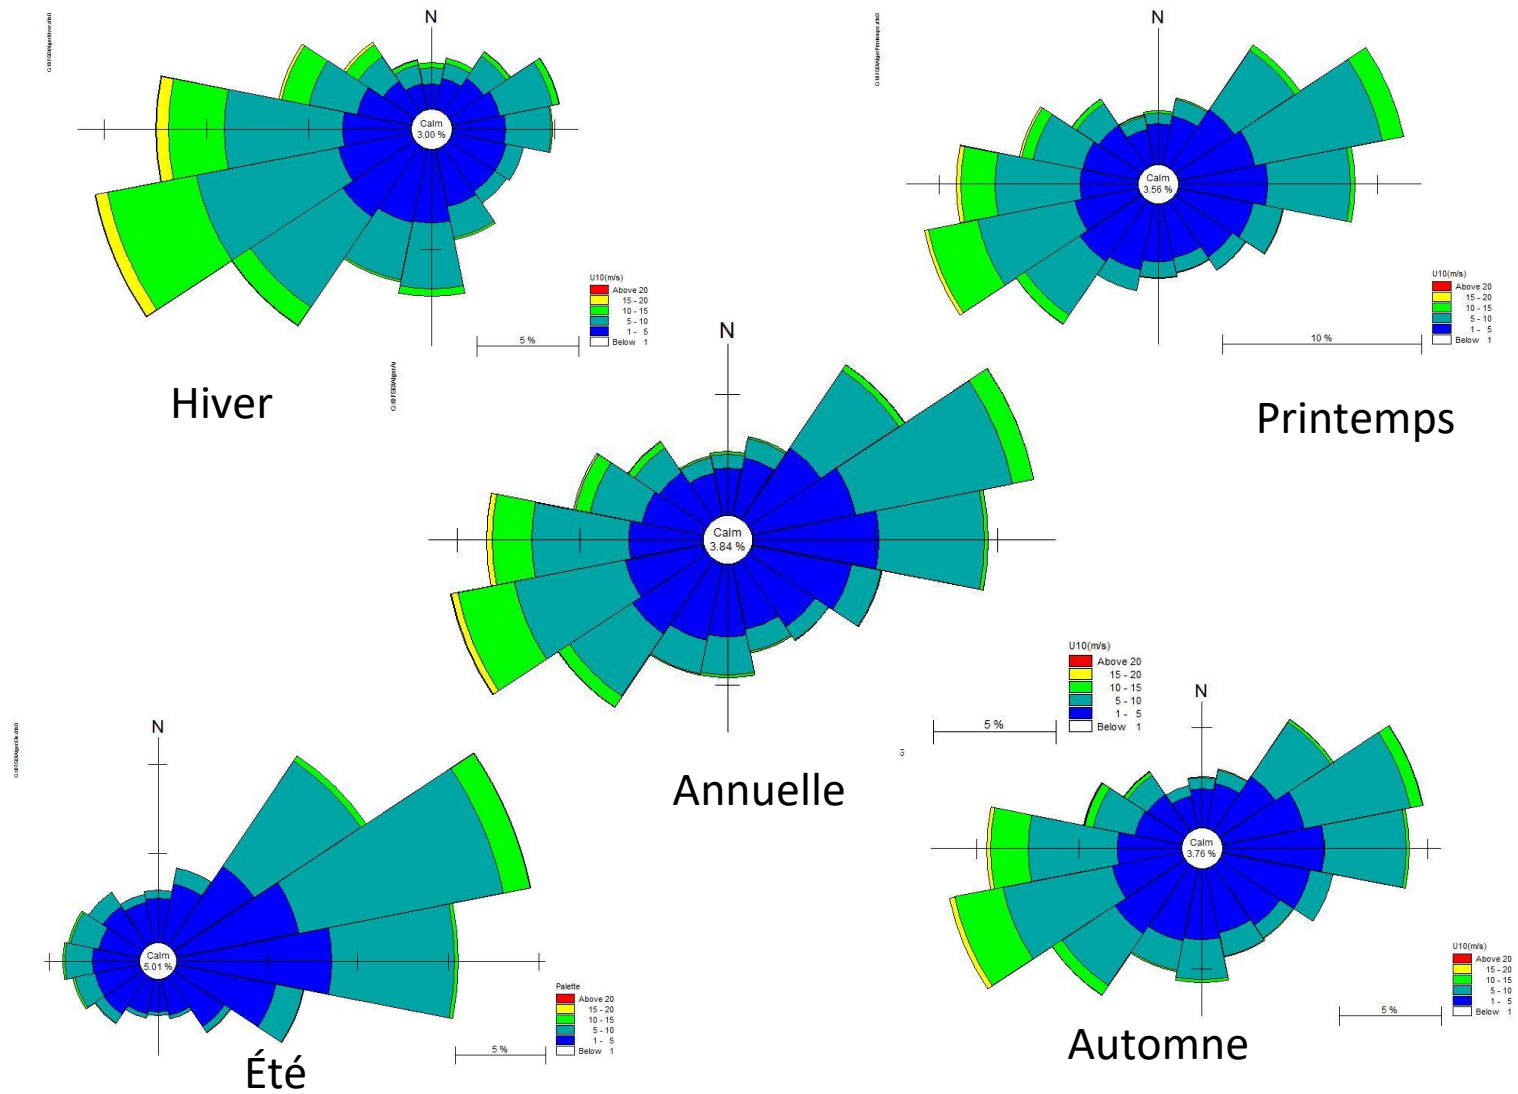 N
Calm
3.00 %
U10(m/s)
Above 20
15 - 20
10 - 15
5 - 10
1 - 5
Below 1
5 %
Hiver
N
Calm
3.56 %
U10(m/s)
Above 20
15 - 20
10 - 15
5 - 10
1 - 5
Below 1
10 %
Printemps
N
Calm
3.84 %
U10(m/s)
Above 20
15 - 20
10 - 15
5 - 10
1 - 5
Below 1
5 %
Annuelle
N
Calm
5.01 %
Palette
Above 20
15 - 20
10 - 15
5 - 10
1 - 5
Below 1
5 %
Été
N
Calm
3.76 %
U10(m/s)
Above 20
15 - 20
10 - 15
5 - 10
1 - 5
Below 1
5 %
Automne